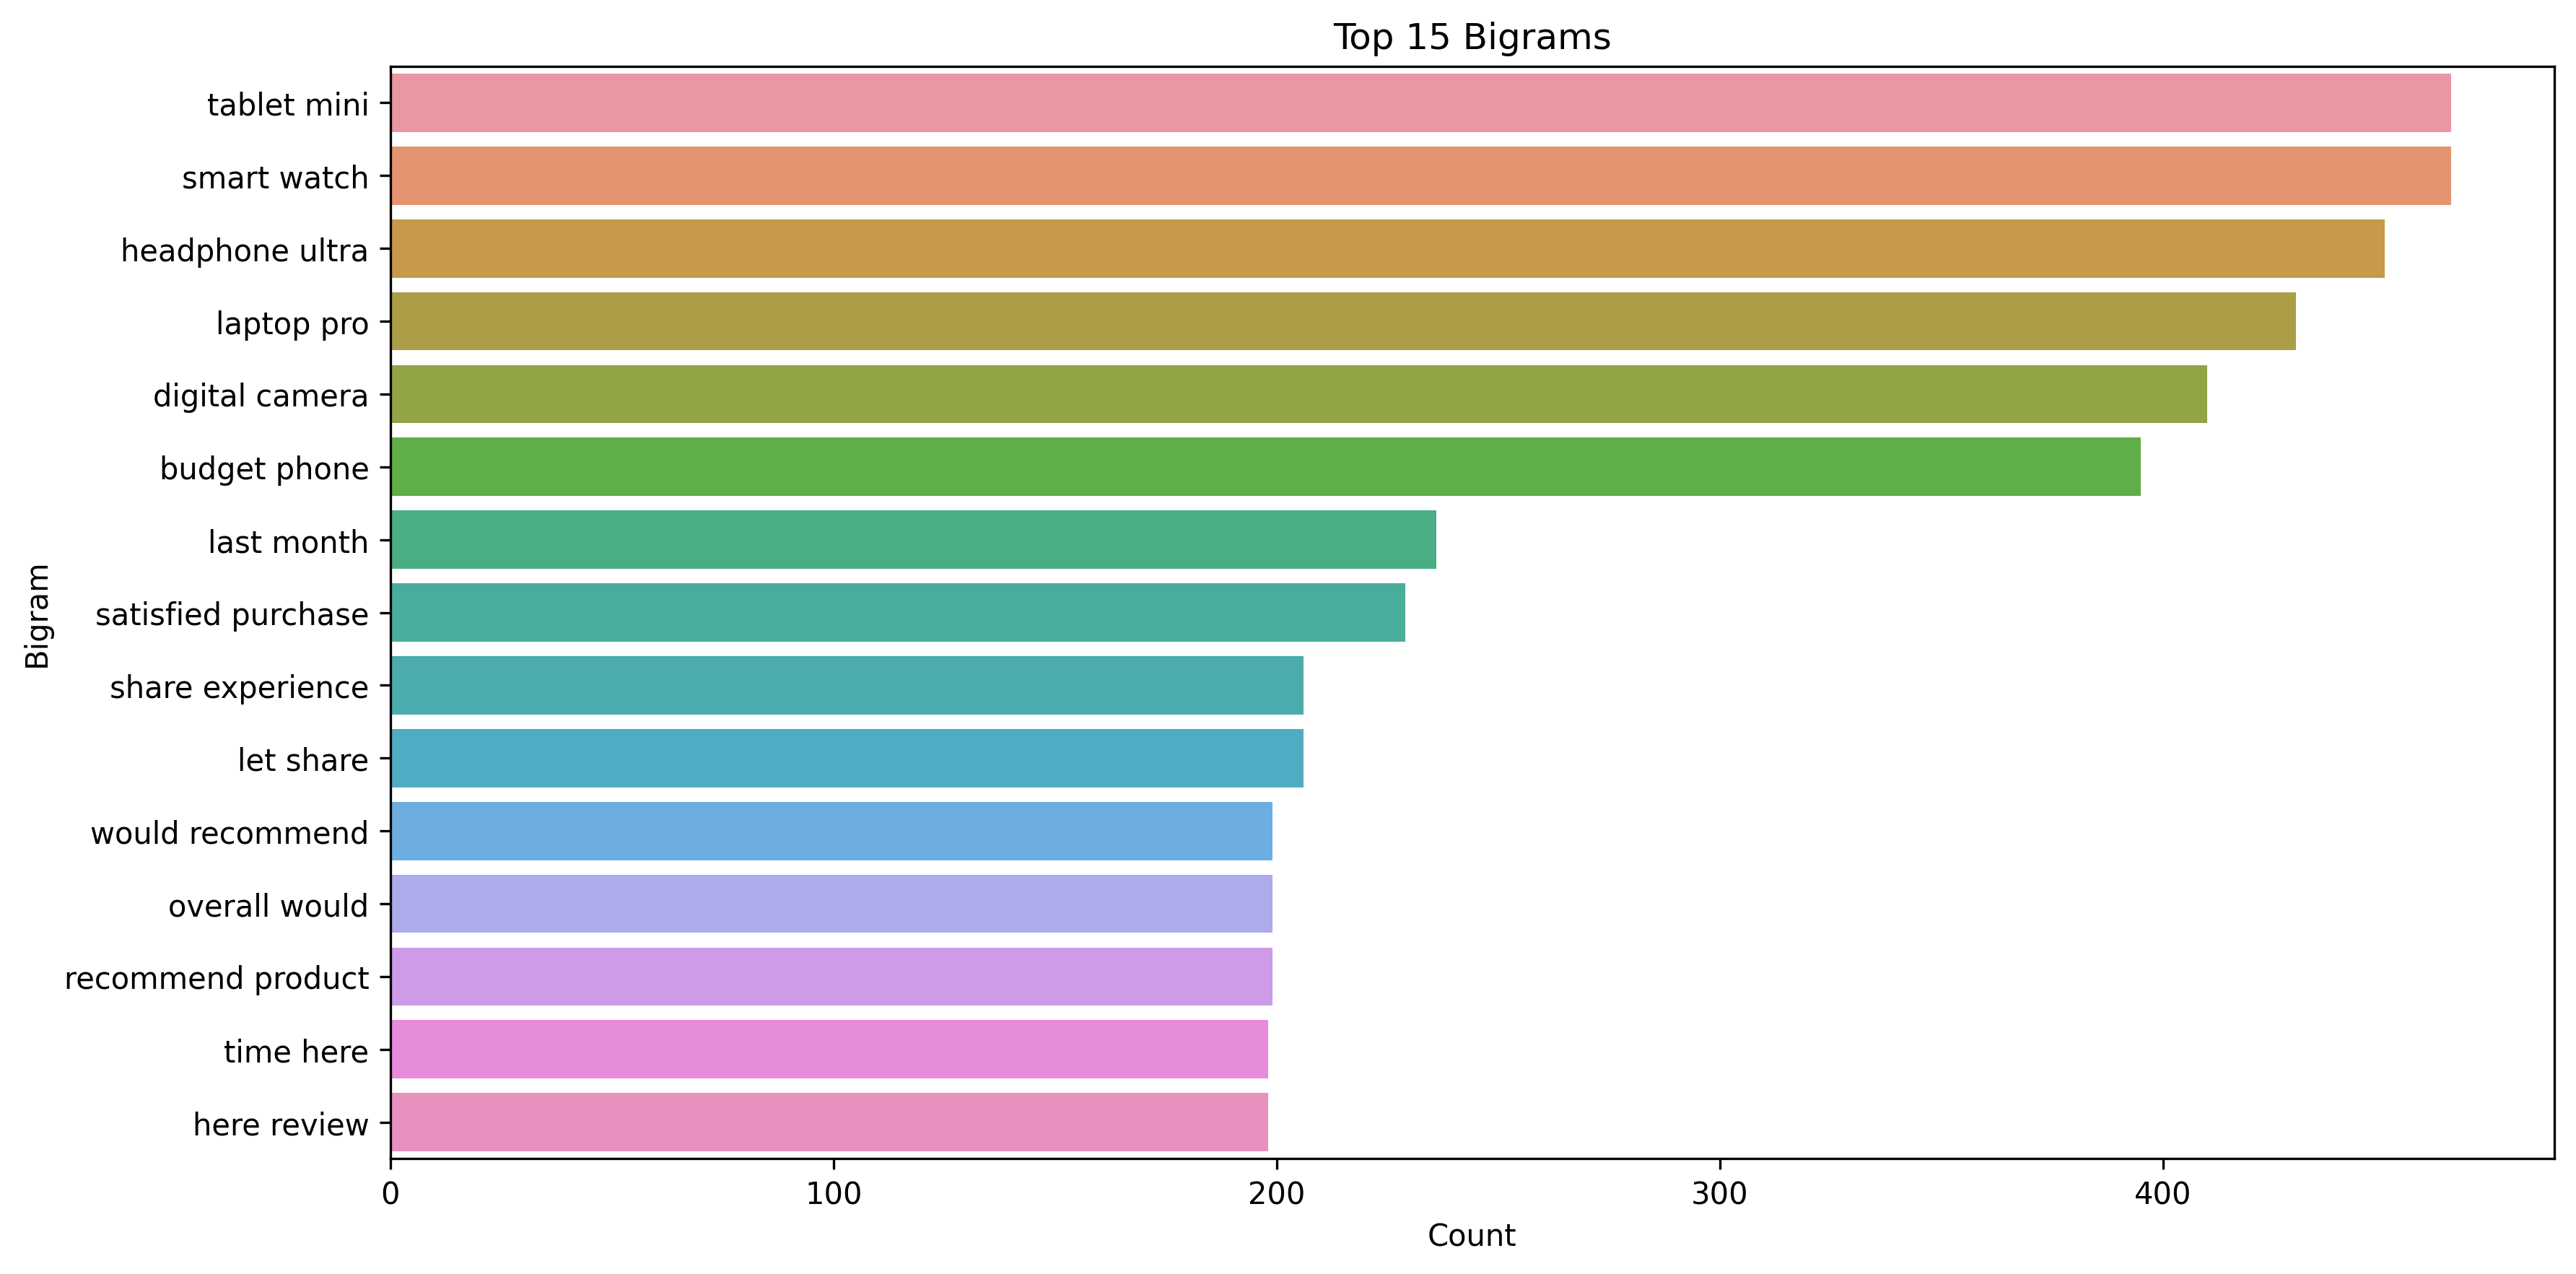 Top 15 Bigrams
tablet mini
smart watch
headphone ultra
laptop pro
digital camera
budget phone
last month
satisfied purchase
share experience
let share
would recommend
overall would
recommend product
time here
here review
Bigram
0 100 200 300 400
Count